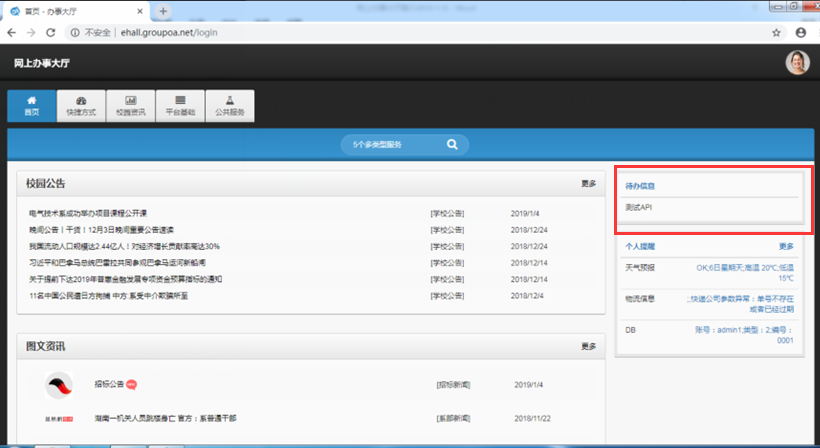 首页 - 办事大厅
不安全 | ehall.groupoa.net/login
网上办事大厅
首页
快捷方式
校园资讯
平台基础
公共服务
5个多类型服务
校园公告 更多
电气技术系成功举办项目课程公开课 [学校公告] 2019/1/4
晚间公告丨干货！12月3日晚间重要公告速读 [学校公告] 2018/12/24
我国流动人口规模达2.44亿人！对经济增长贡献率高达30% [学校公告] 2018/12/24
习近平和巴拿马总统巴雷拉共同参观巴拿马运河新船闸 [学校公告] 2018/12/14
关于提前下达2019年普惠金融发展专项资金预算指标的通知 [学校公告] 2018/12/14
11名中国公民遭日方拘捕 中方:系受中介欺骗所至 [学校公告] 2018/12/4
图文资讯 更多
招标公告 [招标新闻] 2019/1/4
湖南一机关人员跳楼身亡 官方：系普通干部 [系部新闻] 2018/11/22
待办信息
测试API
个人提醒 更多
天气预报 OK;6日星期天;高温 20℃;低温
15℃
物流信息 ;;快递公司参数异常：单号不存在
或者已经过期
DB 账号：admin1;类型：2;编号：
0001